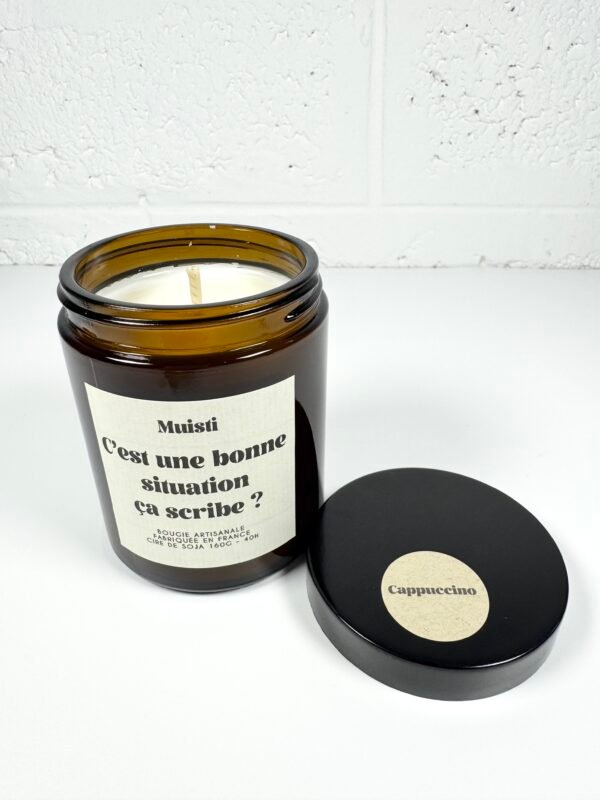 Muisti
C'est une bonne
situation
ça scribe ?
BOUGIE ARTISANALE
FABRIQUÉE EN FRANCE
CIRE DE SOJA 160G - 40H
Cappuccino